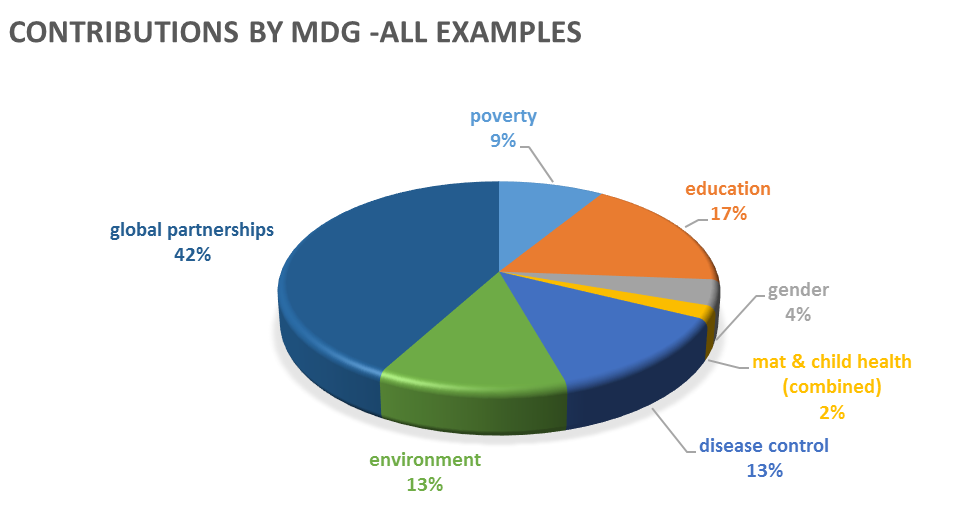 CONTRIBUTIONS BY MDG -ALL EXAMPLES
poverty
9%
education
17%
global partnerships
42%
gender
4%
mat & child health
(combined)
2%
disease control
13%
environment
13%